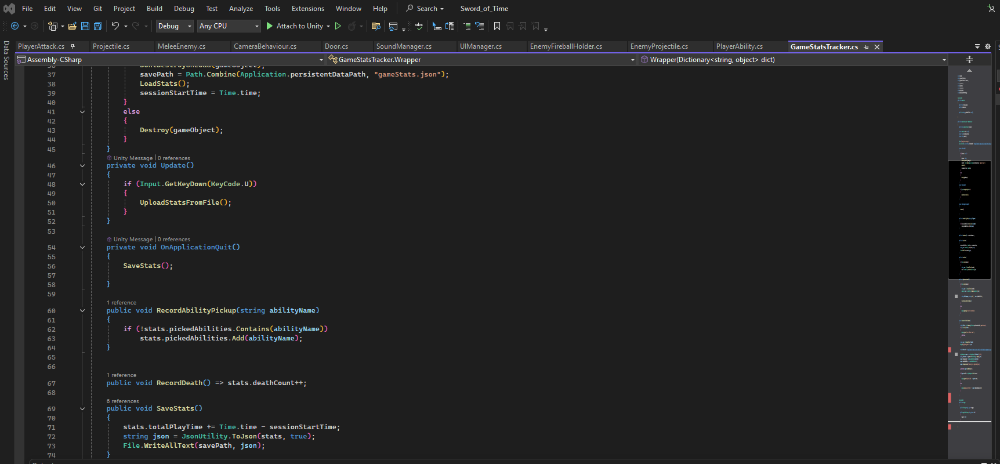 File Edit View Git Project Build Debug Test Analyze Tools Extensions Window Help Search Sword_of_Time
Debug Any CPU Attach to Unity
Data Sources
PlayerAttack.cs Projectile.cs MeleeEnemy.cs CameraBehaviour.cs Door.cs SoundManager.cs UIManager.cs EnemyFireballHolder.cs EnemyProjectile.cs PlayerAbility.cs GameStatsTracker.cs
Assembly-CSharp GameStatsTracker.Wrapper Wrapper(Dictionary<string, object> dict)
36 DontDestroyOnLoad(gameObject);
37 savePath = Path.Combine(Application.persistentDataPath, "gameStats.json");
38 LoadStats();
39 sessionStartTime = Time.time;
40 }
41 else
42 {
43 Destroy(gameObject);
44 }
45 }
Unity Message | 0 references
46 private void Update()
47 {
48 if (Input.GetKeyDown(KeyCode.U))
49 {
50 UploadStatsFromFile();
51 }
52 }
53
Unity Message | 0 references
54 private void OnApplicationQuit()
55 {
56 SaveStats();
57
58 }
59
1 reference
60 public void RecordAbilityPickup(string abilityName)
61 {
62 if (!stats.pickedAbilities.Contains(abilityName))
63 stats.pickedAbilities.Add(abilityName);
64 }
65
66
1 reference
67 public void RecordDeath() => stats.deathCount++;
68
6 references
69 public void SaveStats()
70 {
71 stats.totalPlayTime += Time.time - sessionStartTime;
72 string json = JsonUtility.ToJson(stats, true);
73 File.WriteAllText(savePath, json);
74 }